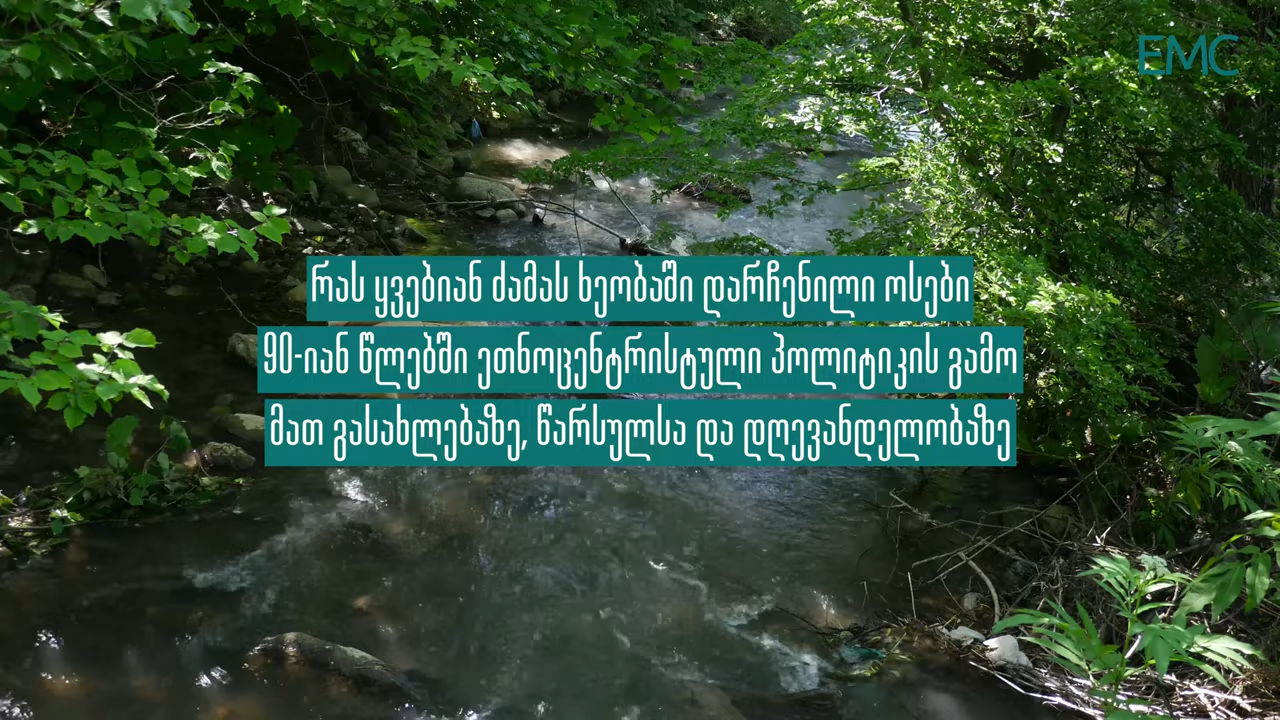 EMC
რას ყვებიან ძამას ხეობაში დარჩენილი ოსები
90-იან წლებში ეთნოცენტრისტული პოლიტიკის გამო
მათ გასახლებაზე, წარსულსა და დღევანდელობაზე